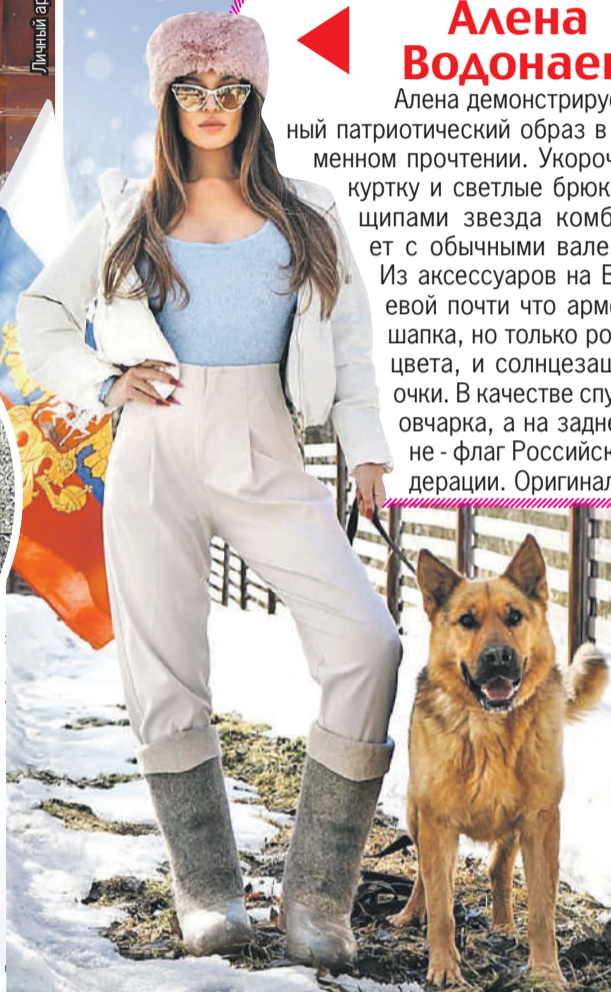 Личный ар
Алена
Водонаев
Алена демонстрируе
ный патриотический образ в
менном прочтении. Укороч
куртку и светлые брюк
щипами звезда комб
ет с обычными вале
Из аксессуаров на В
евой почти что арм
шапка, но только ро
цвета, и солнцезащ
очки. В качестве спу
овчарка, а на задне
не - флаг Российск
дерации. Оригинал